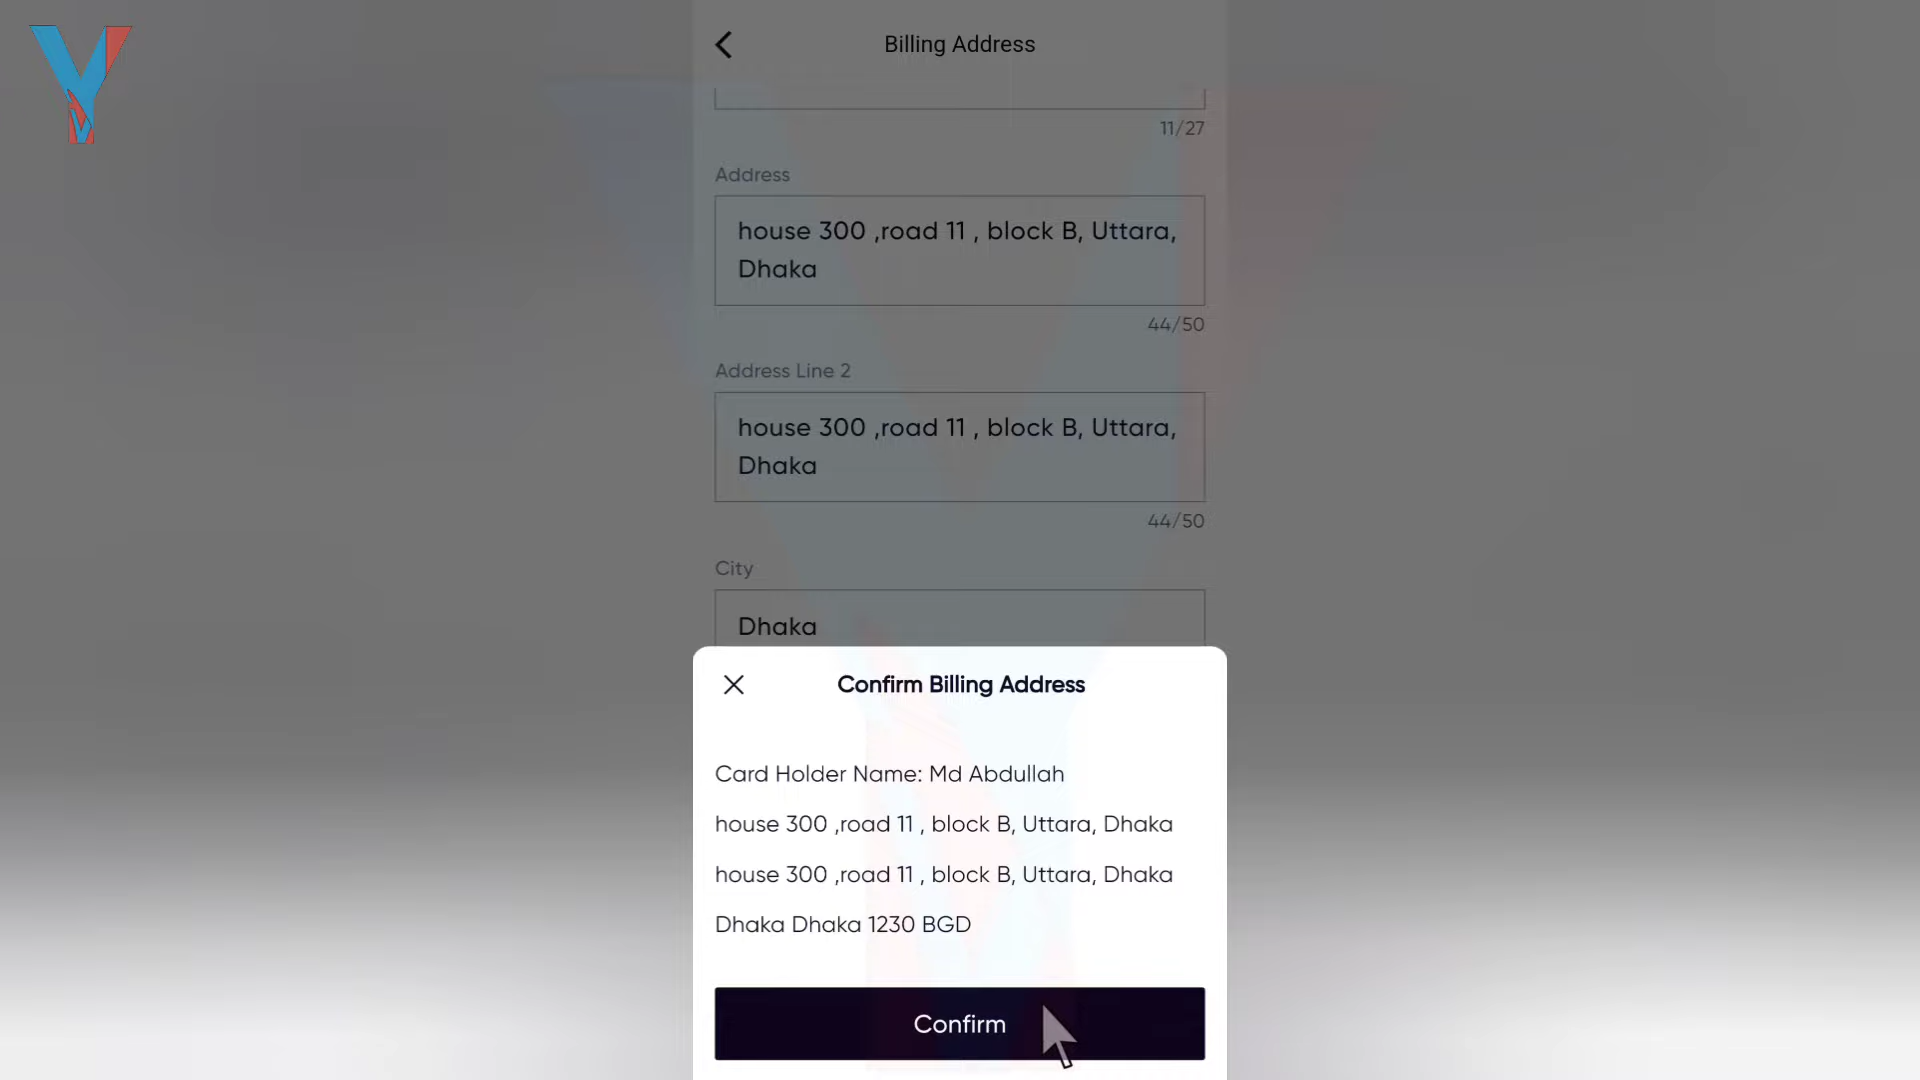 Billing Address
11/27
Address
house 300 ,road 11 , block B, Uttara,
Dhaka
44/50
Address Line 2
house 300 ,road 11 , block B, Uttara,
Dhaka
44/50
City
Dhaka
Confirm Billing Address
Card Holder Name: Md Abdullah
house 300 ,road 11 , block B, Uttara, Dhaka
house 300 ,road 11 , block B, Uttara, Dhaka
Dhaka Dhaka 1230 BGD
Confirm